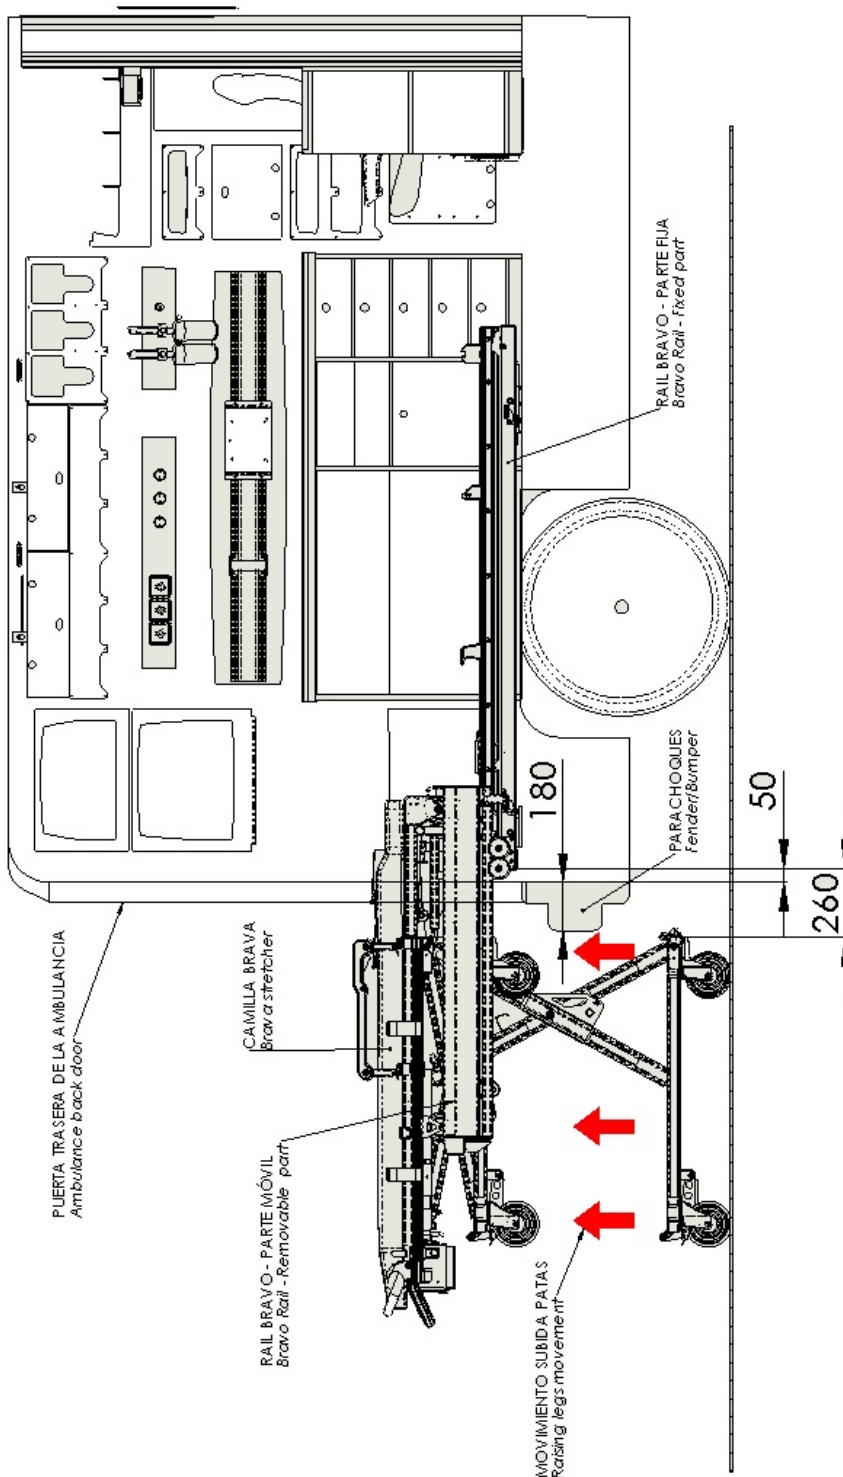 PUERTA TRASERA DE LA AMBULANCIA
Ambulance back door
CAMILLA BRAVA
Brava stretcher
RAIL BRAVO - PARTE MÓVIL
Bravo Rail - Removable part
MOVIMIENTO SUBIDA PATAS
Raising legs movement
RAIL BRAVO - PARTE FIJA
Bravo Rail - Fixed part
PARACHOQUES
Fender/Bumper
180
50
260